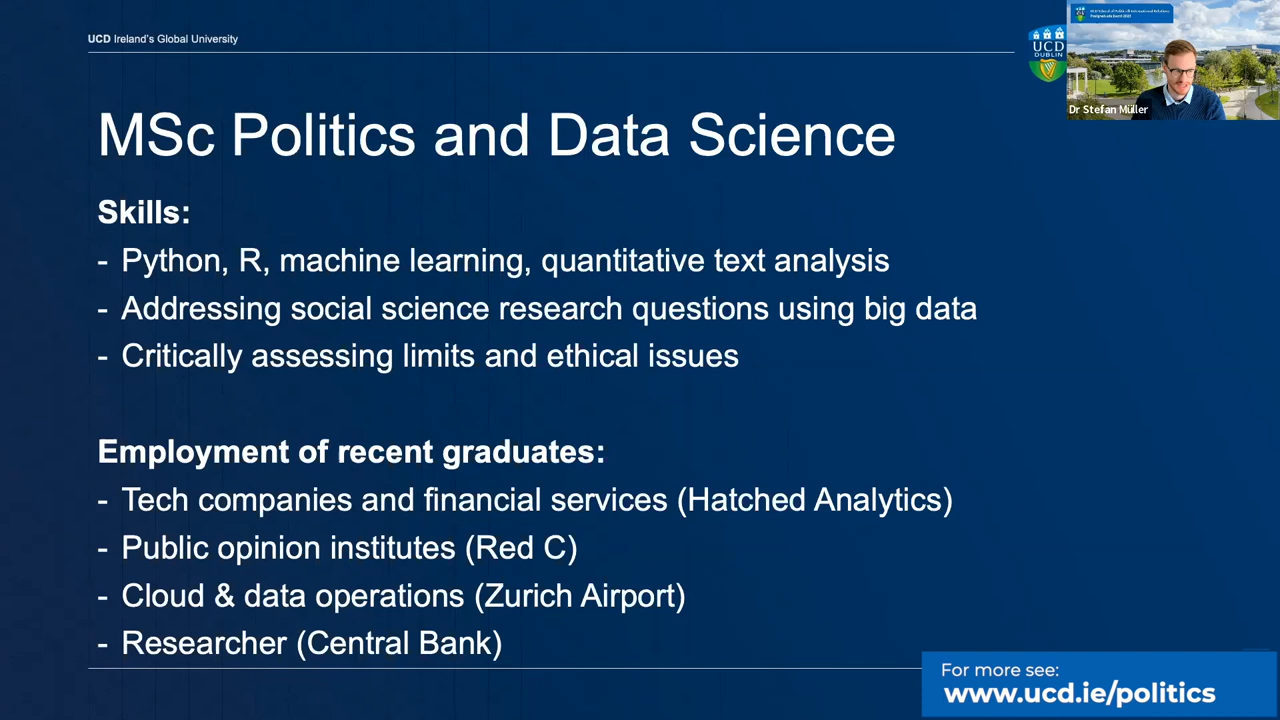 UCD Ireland's Global University
UCD
DUBLIN
Dr Stefan Müller
MSc Politics and Data Science
Skills:
- Python, R, machine learning, quantitative text analysis
- Addressing social science research questions using big data
- Critically assessing limits and ethical issues
Employment of recent graduates:
- Tech companies and financial services (Hatched Analytics)
- Public opinion institutes (Red C)
- Cloud & data operations (Zurich Airport)
- Researcher (Central Bank)
For more see:
www.ucd.ie/politics